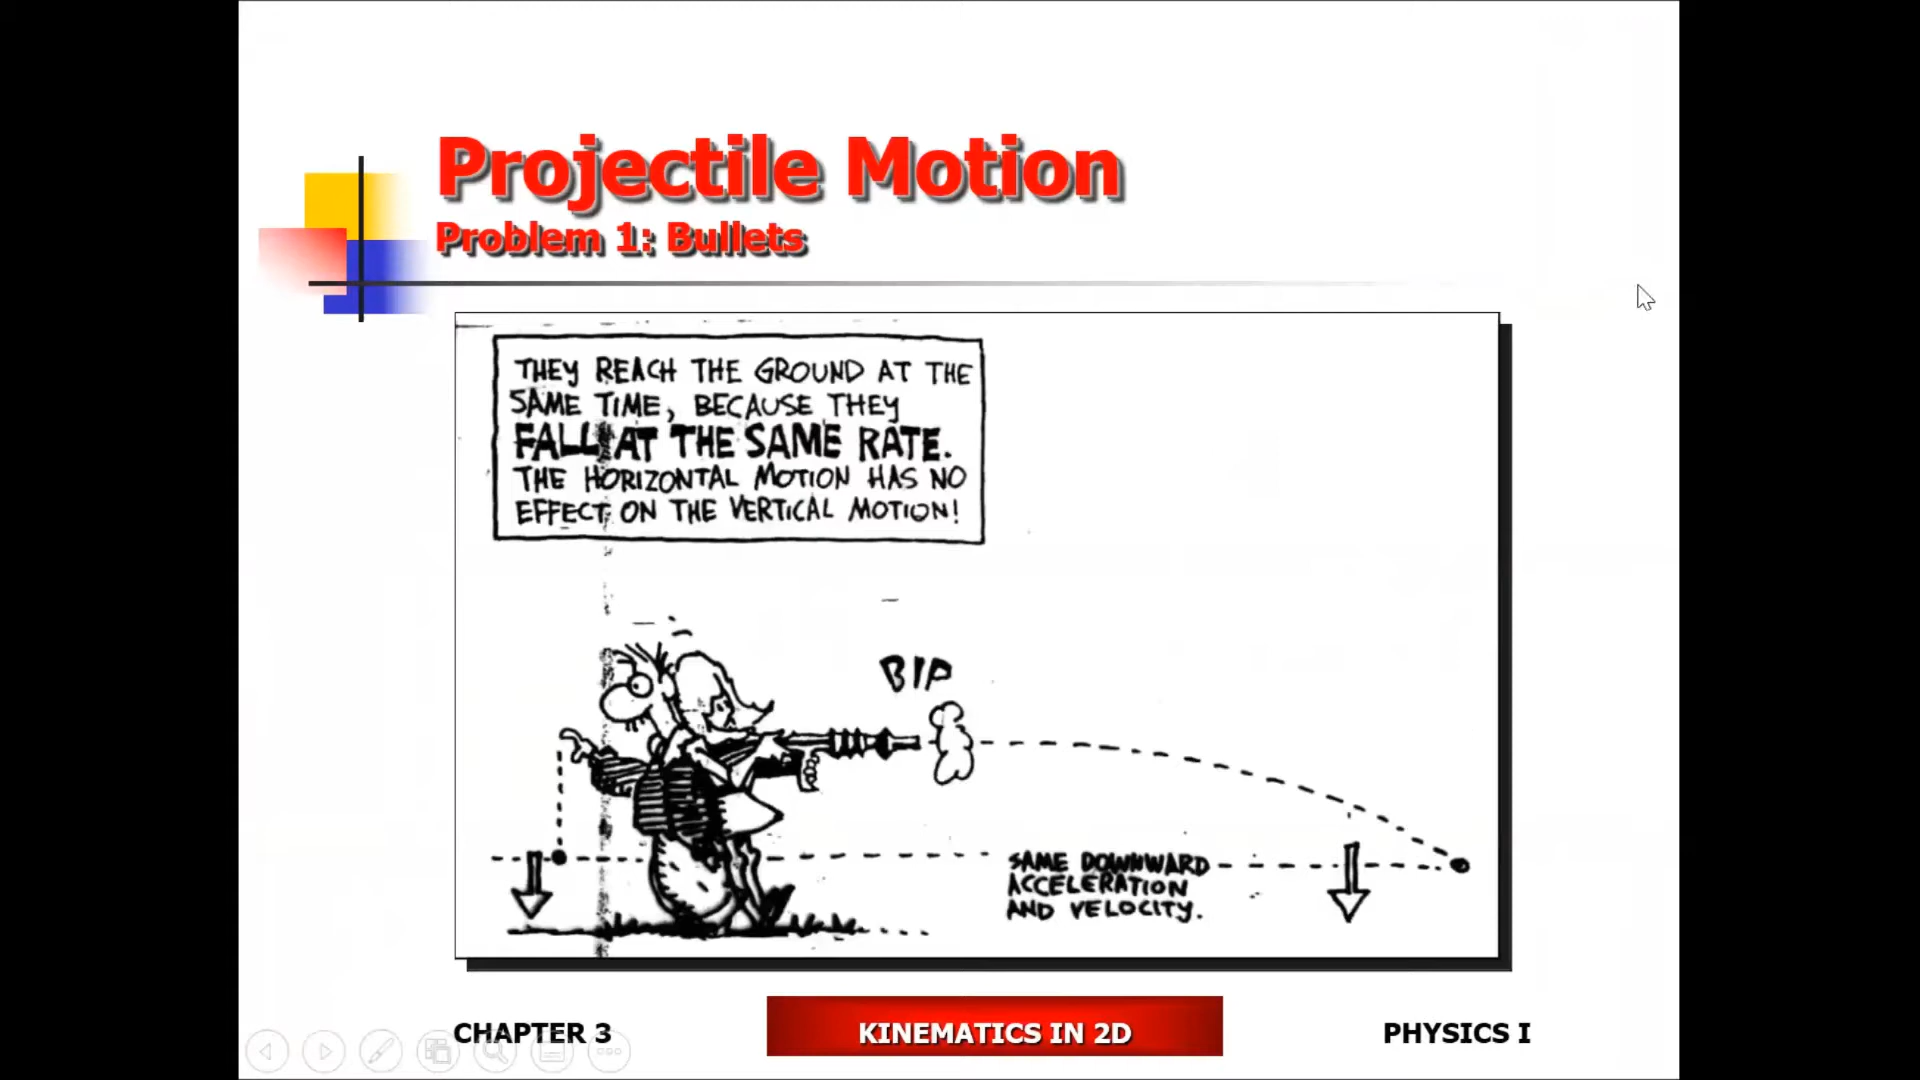 Projectile Motion
Problem 1: Bullets
THEY REACH THE GROUND AT THE
SAME TIME, BECAUSE THEY
FALL AT THE SAME RATE.
THE HORIZONTAL MOTION HAS NO
EFFECT ON THE VERTICAL MOTION!
BIP
SAME DOWNWARD
ACCELERATION
AND VELOCITY.
CHAPTER 3
KINEMATICS IN 2D
PHYSICS I